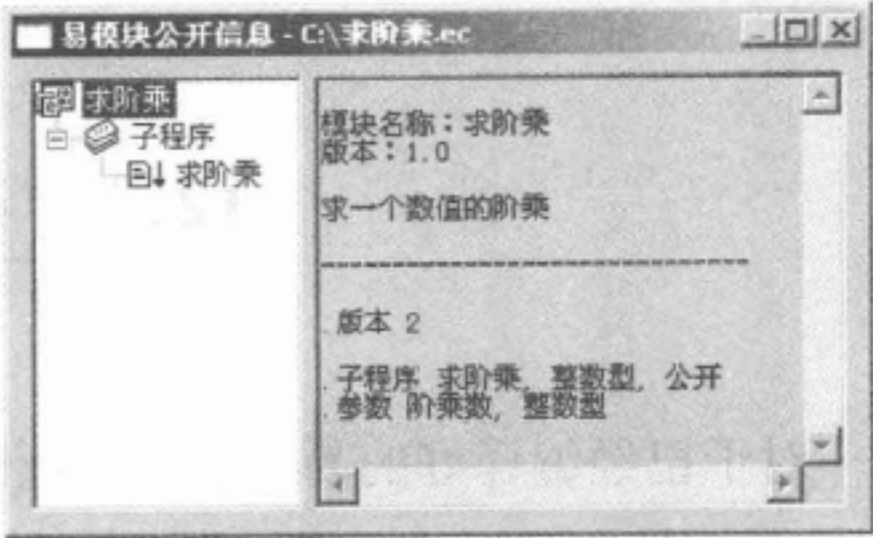 易模块公开信息 - C:\求阶乘.ec
求阶乘
子程序
求阶乘
模块名称：求阶乘
版本：1.0
求一个数值的阶乘
------------------------------
.版本 2
.子程序 求阶乘, 整数型, 公开
.参数 阶乘数, 整数型